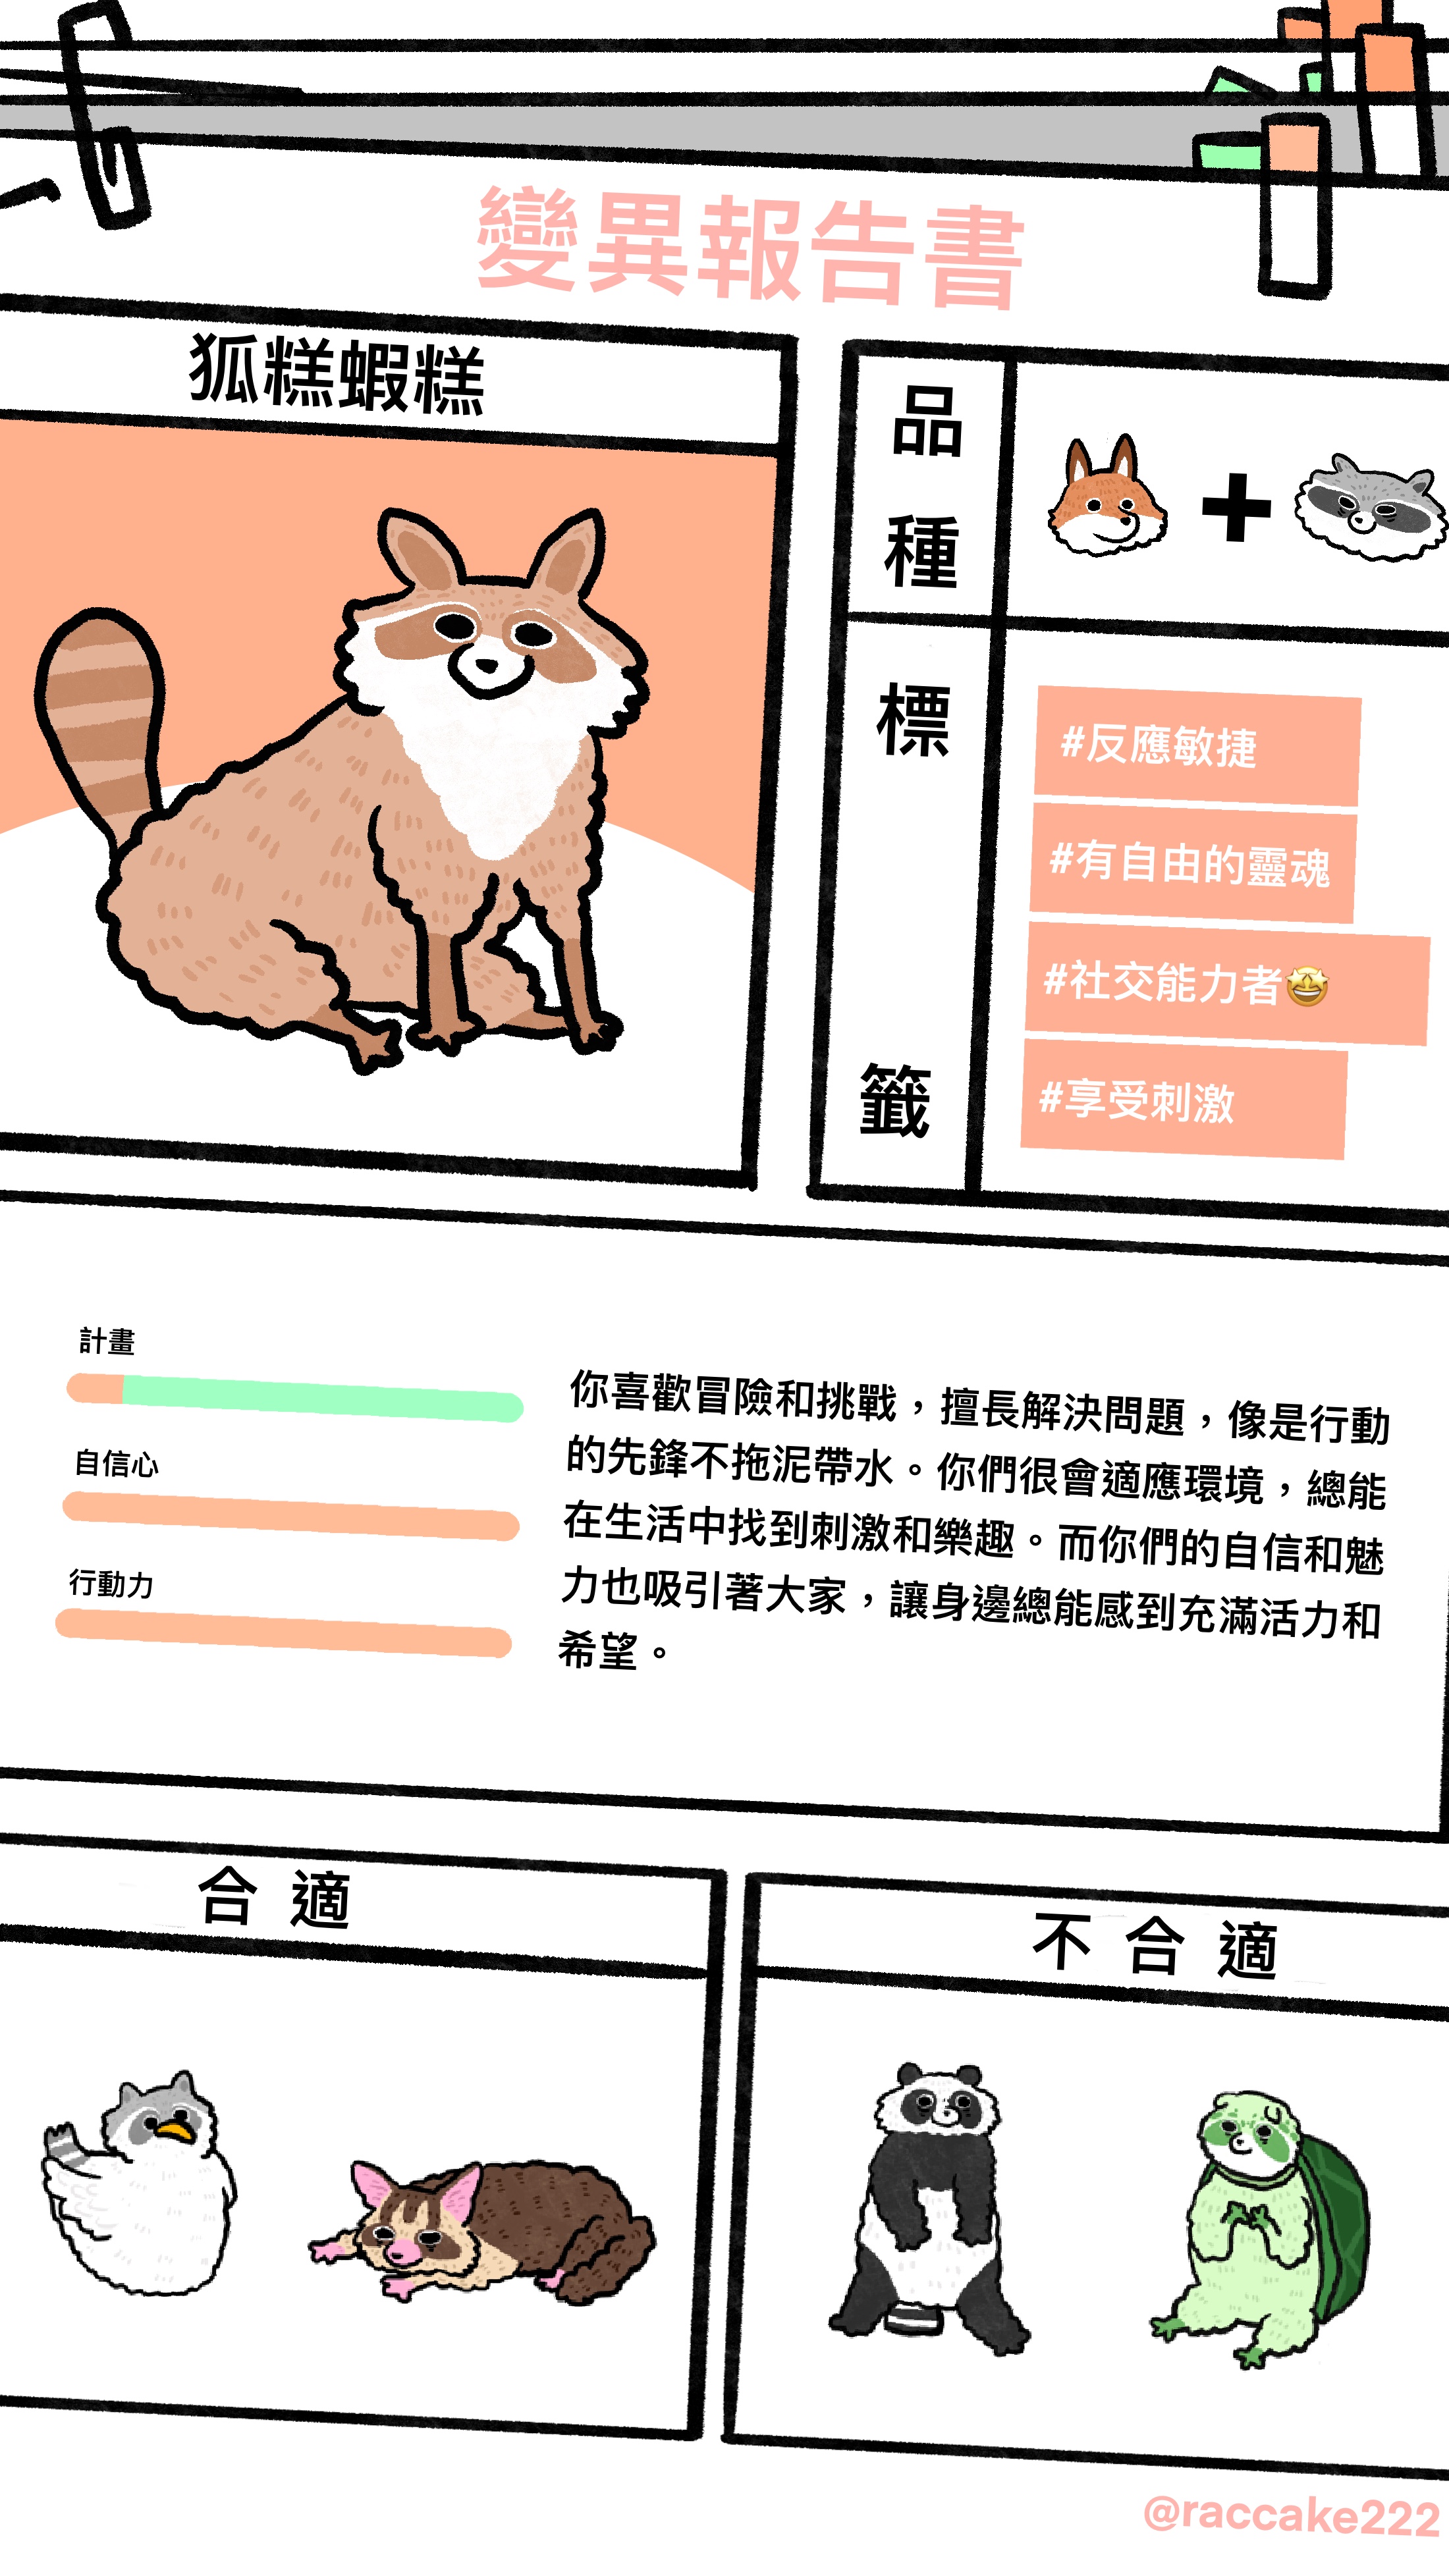 變異報告書
狐糕蝦糕
品種
標籤
#反應敏捷
#有自由的靈魂
#社交能力者🤩
#享受刺激
計畫
自信心
行動力
你喜歡冒險和挑戰，擅長解決問題，像是行動
的先鋒不拖泥帶水。你們很會適應環境，總能
在生活中找到刺激和樂趣。而你們的自信和魅
力也吸引著大家，讓身邊總能感到充滿活力和
希望。
合適
不合適
@raccake222